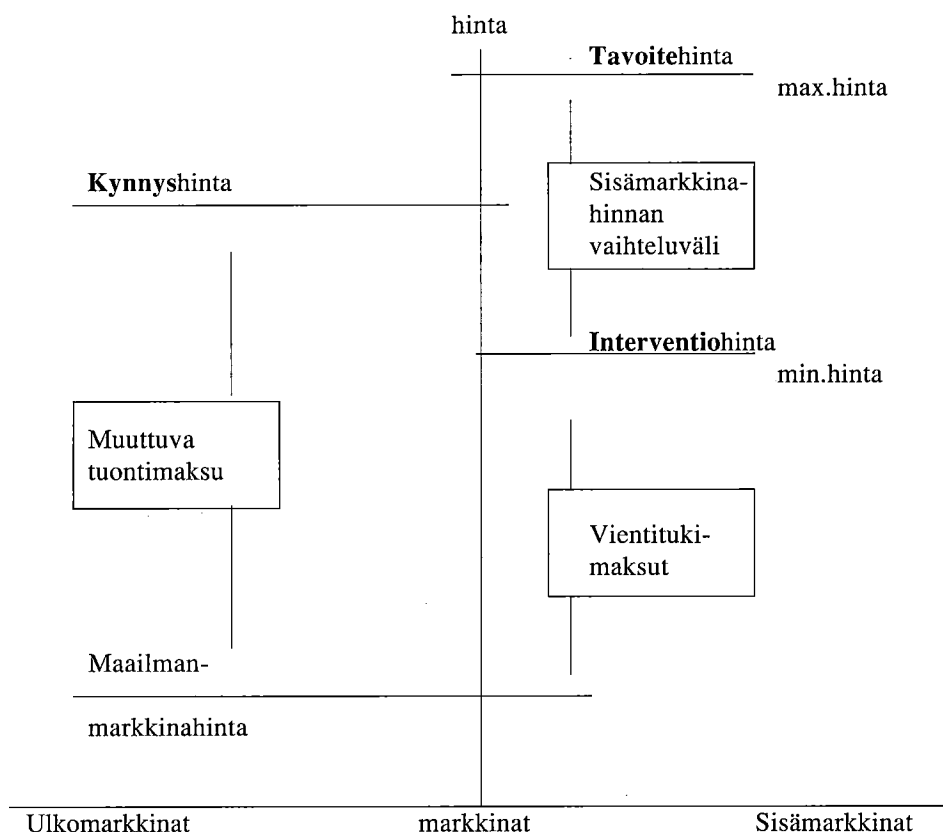 hinta
Tavoitehinta
max.hinta
Kynnyshinta
Sisämarkkina-
hinnan
vaihteluväli
Interventiohinta
min.hinta
Muuttuva
tuontimaksu
Vientituki-
maksut
Maailman-
markkinahinta
Ulkomarkkinat
markkinat
Sisämarkkinat